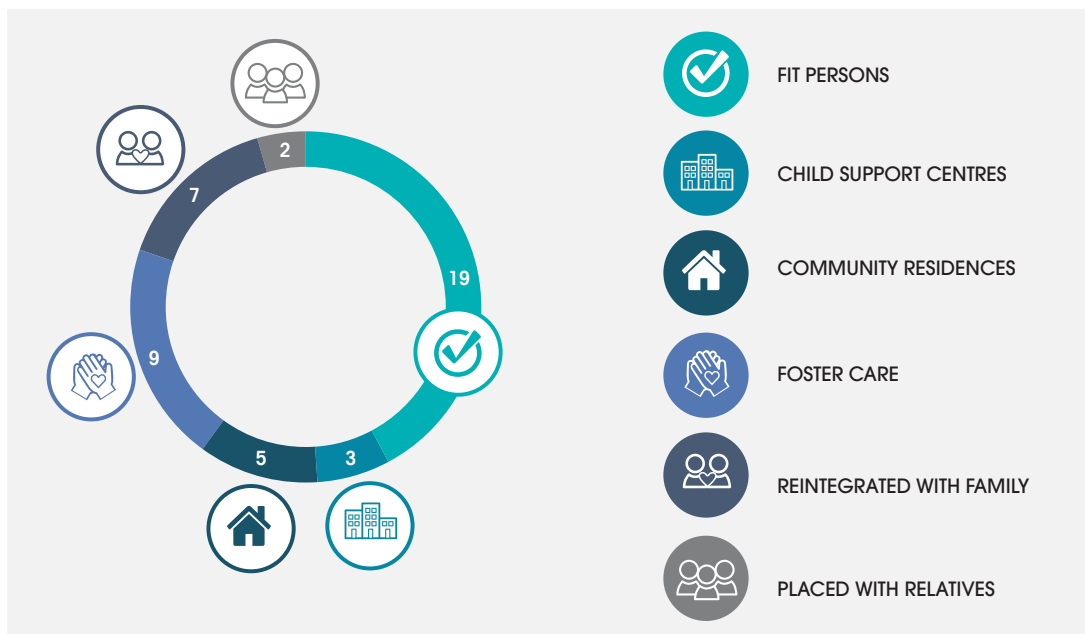 2
7
19
9
5
3
FIT PERSONS
CHILD SUPPORT CENTRES
COMMUNITY RESIDENCES
FOSTER CARE
REINTEGRATED WITH FAMILY
PLACED WITH RELATIVES